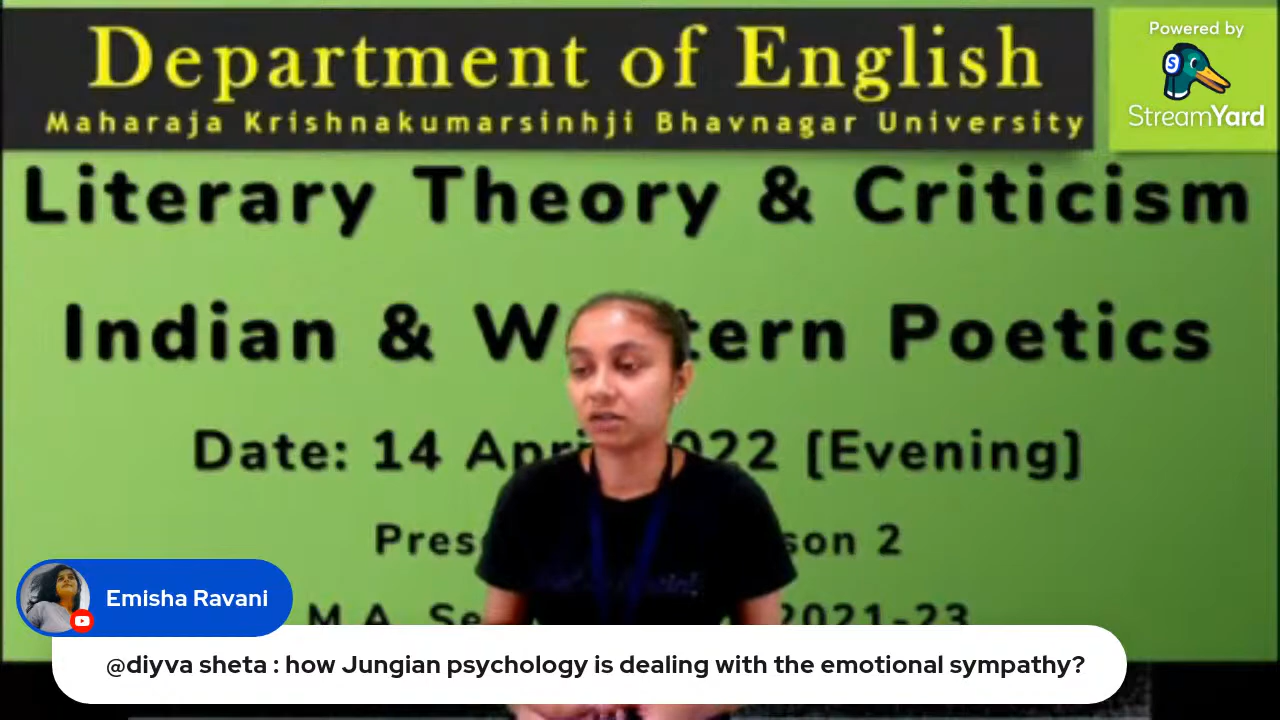 Department of English
Maharaja Krishnakumarsinhji Bhavnagar University
Powered by
S
StreamYard
Literary Theory & Criticism
Indian & W tern Poetics
Date: 14 Apri 2022 [Evening]
Pres son 2
M.A. Se 2021-23
Emisha Ravani
@diyva sheta : how Jungian psychology is dealing with the emotional sympathy?